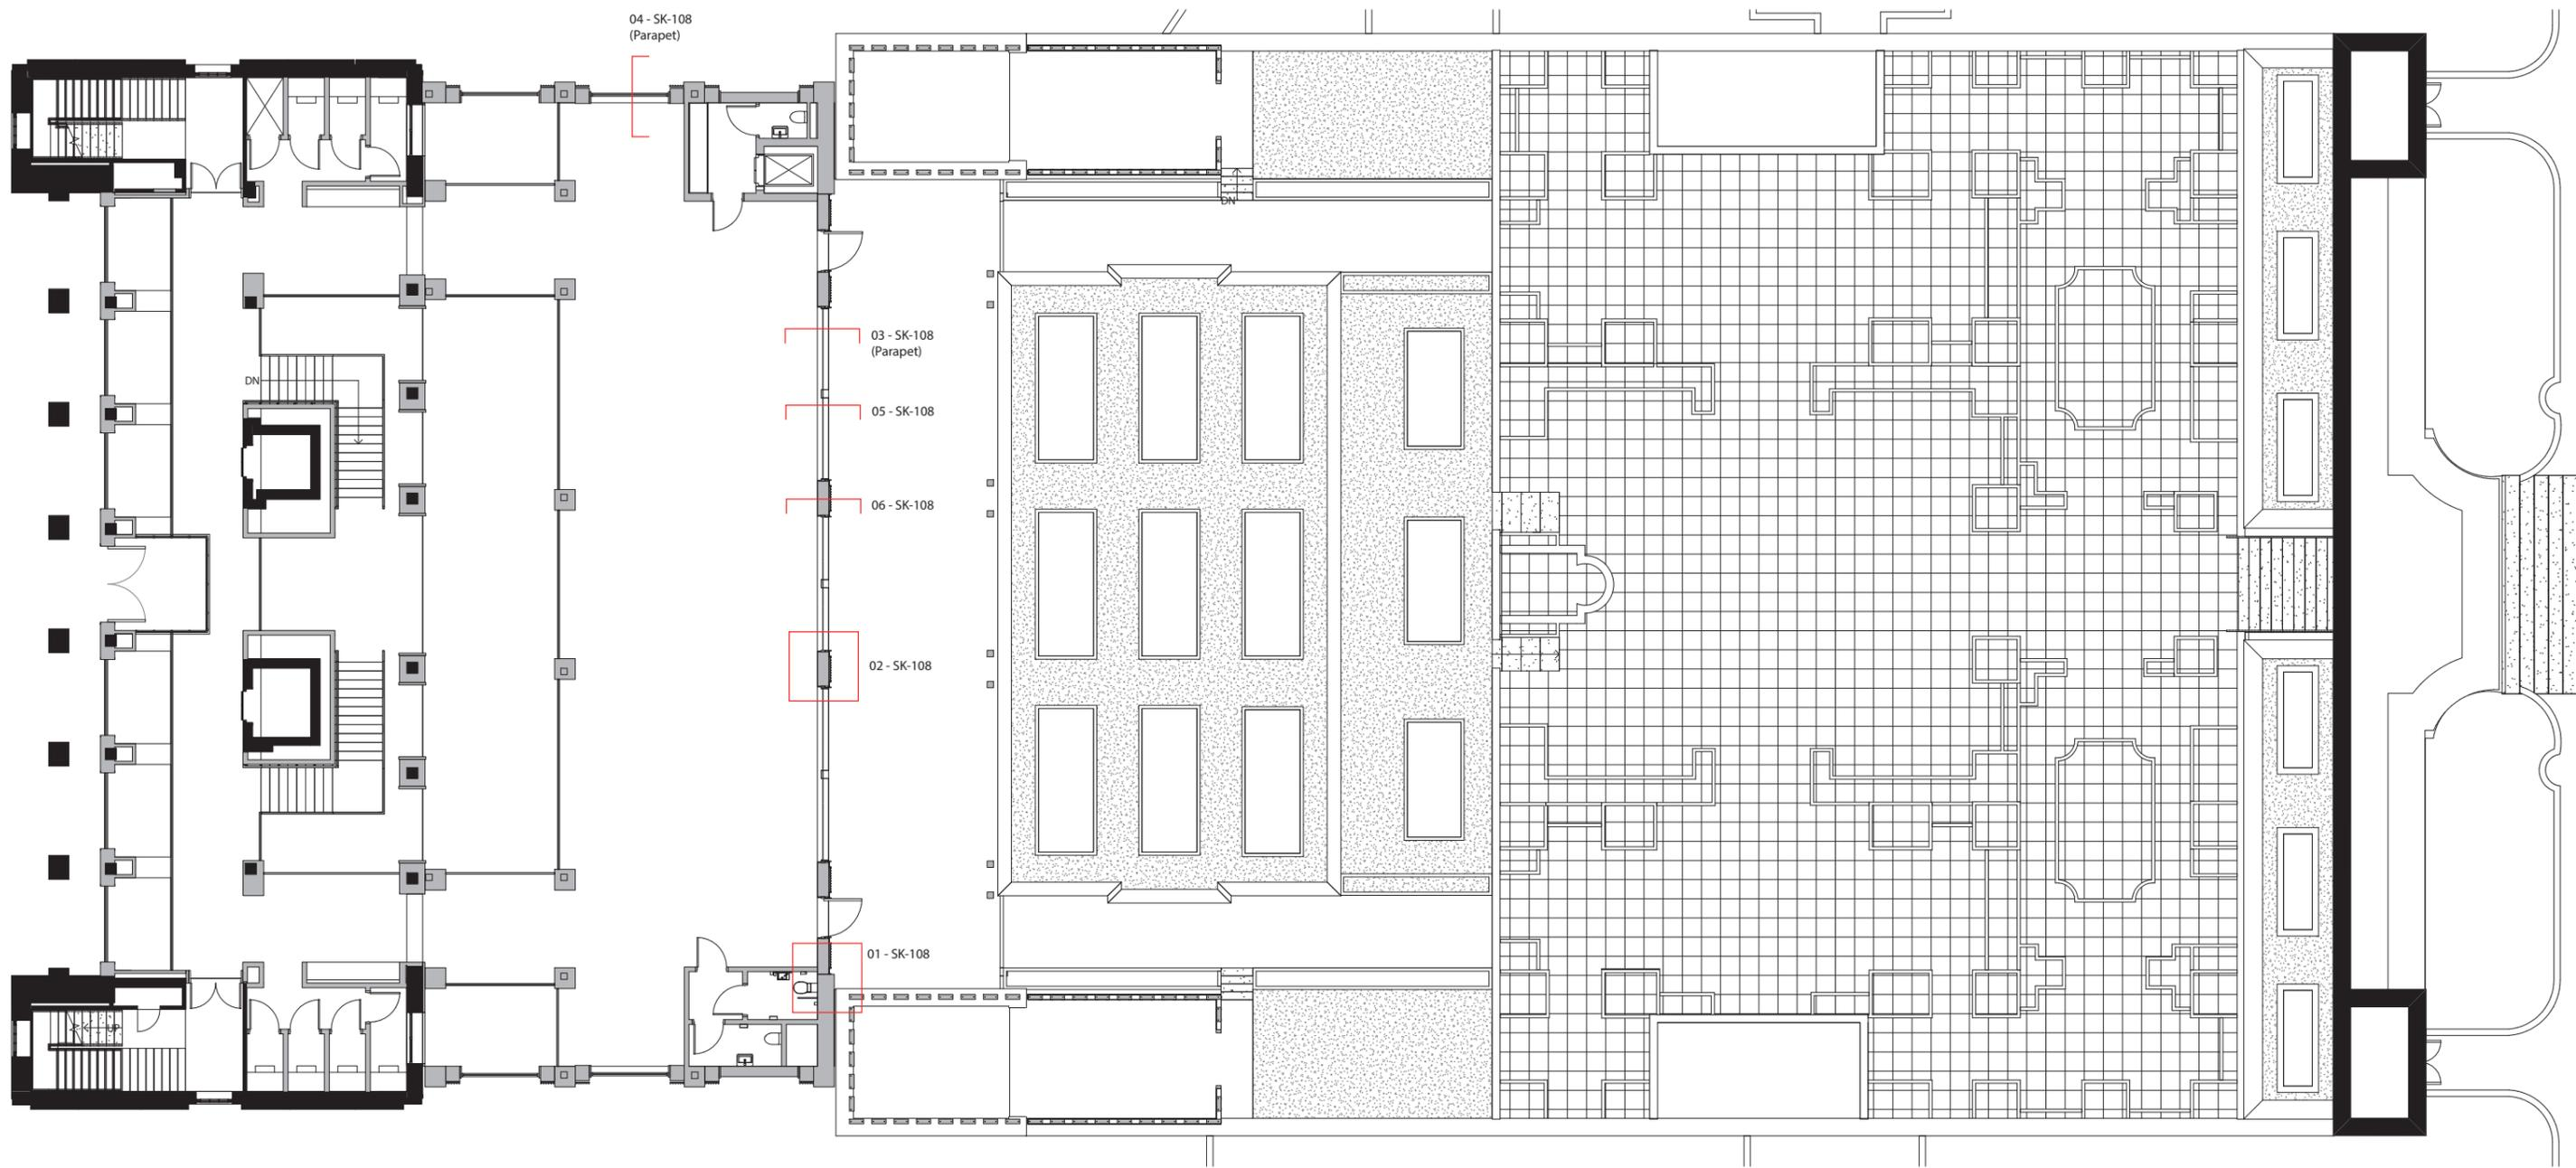 04 - SK-108
(Parapet)
DN
03 - SK-108
(Parapet)
DN
05 - SK-108
06 - SK-108
02 - SK-108
01 - SK-108
UP